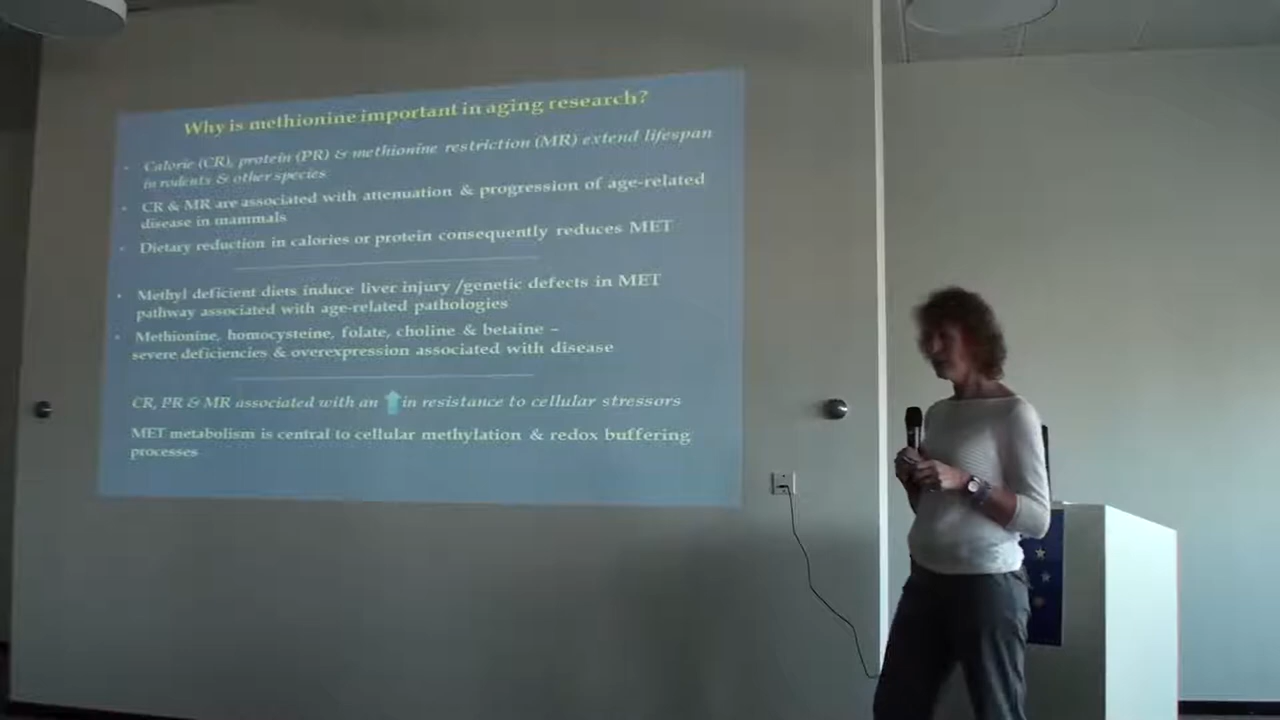 Why is methionine important in aging research?
• Calorie (CR), protein (PR) & methionine restriction (MR) extend lifespan
in rodents & other species
• CR & MR are associated with attenuation & progression of age-related
disease in mammals
• Dietary reduction in calories or protein consequently reduces MET
• Methyl deficient diets induce liver injury /genetic defects in MET
pathway associated with age-related pathologies
• Methionine, homocysteine, folate, choline & betaine –
severe deficiencies & overexpression associated with disease
CR, PR & MR associated with an ⬆ in resistance to cellular stressors
MET metabolism is central to cellular methylation & redox buffering
processes